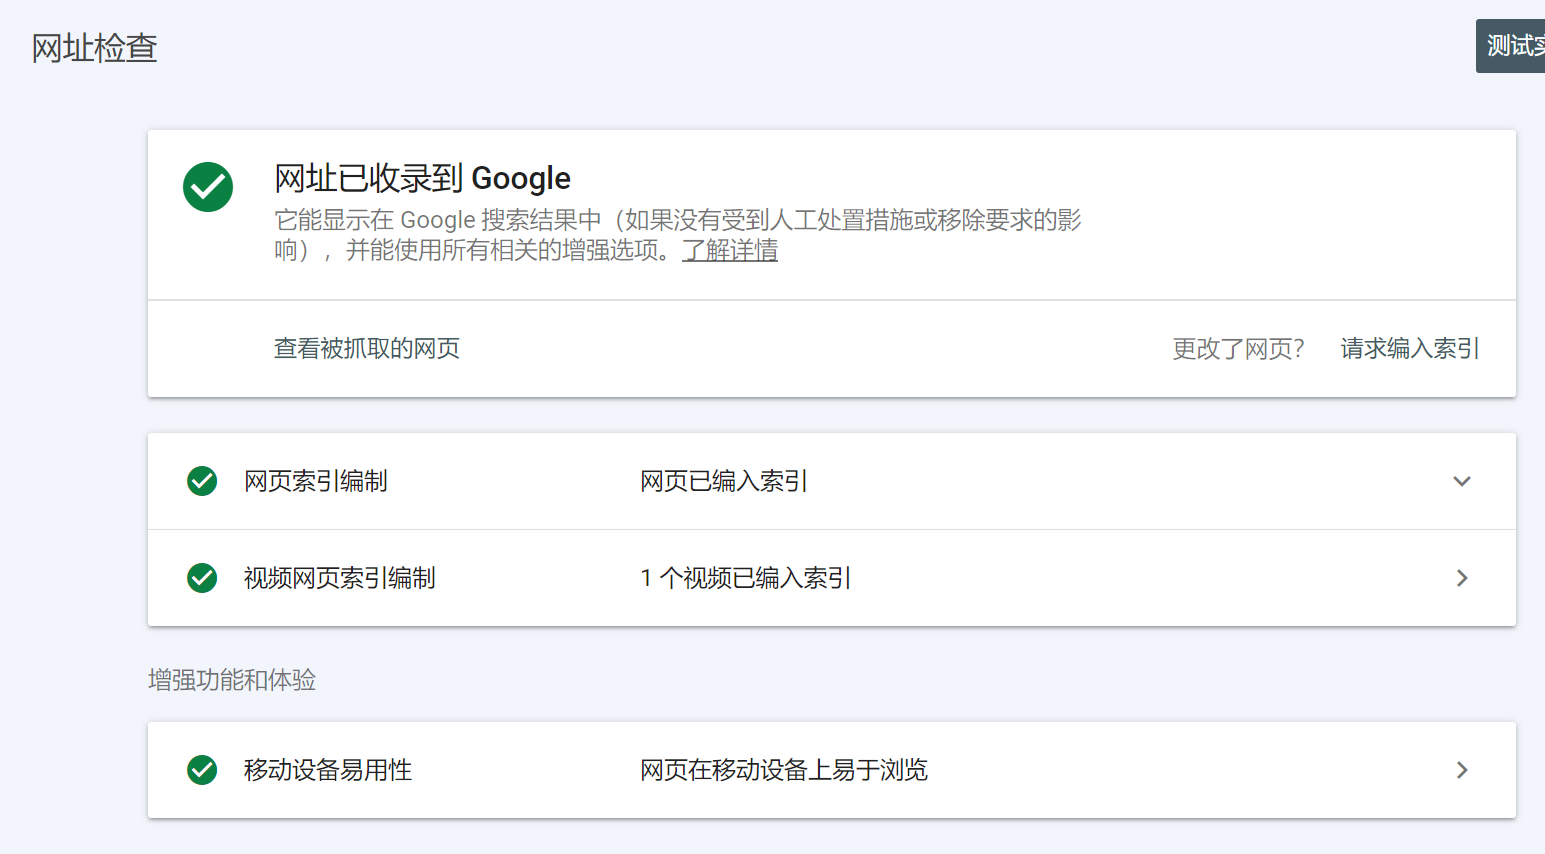 网址检查
测试实
网址已收录到 Google
它能显示在 Google 搜索结果中（如果没有受到人工处置措施或移除要求的影
响），并能使用所有相关的增强选项。了解详情
查看被抓取的网页
更改了网页？
请求编入索引
网页索引编制
网页已编入索引
视频网页索引编制
1 个视频已编入索引
增强功能和体验
移动设备易用性
网页在移动设备上易于浏览